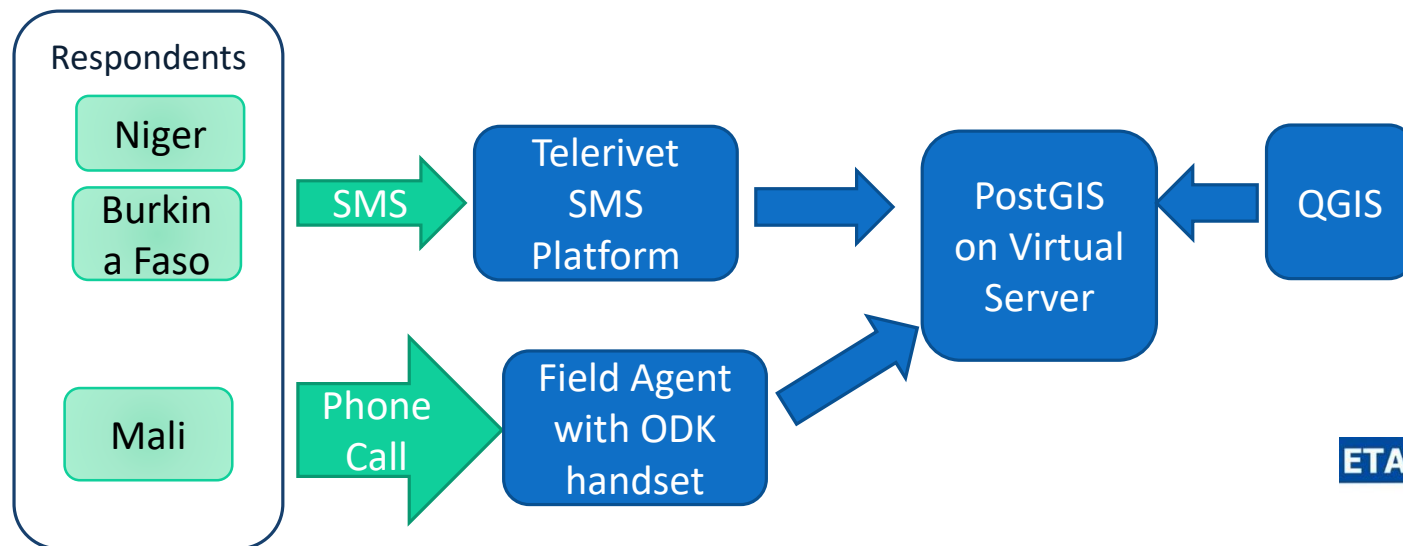 Respondents
Niger
Burkin
a Faso
Mali
SMS
Phone
Call
Telerivet
SMS
Platform
Field Agent
with ODK
handset
PostGIS
on Virtual
Server
QGIS
ETA